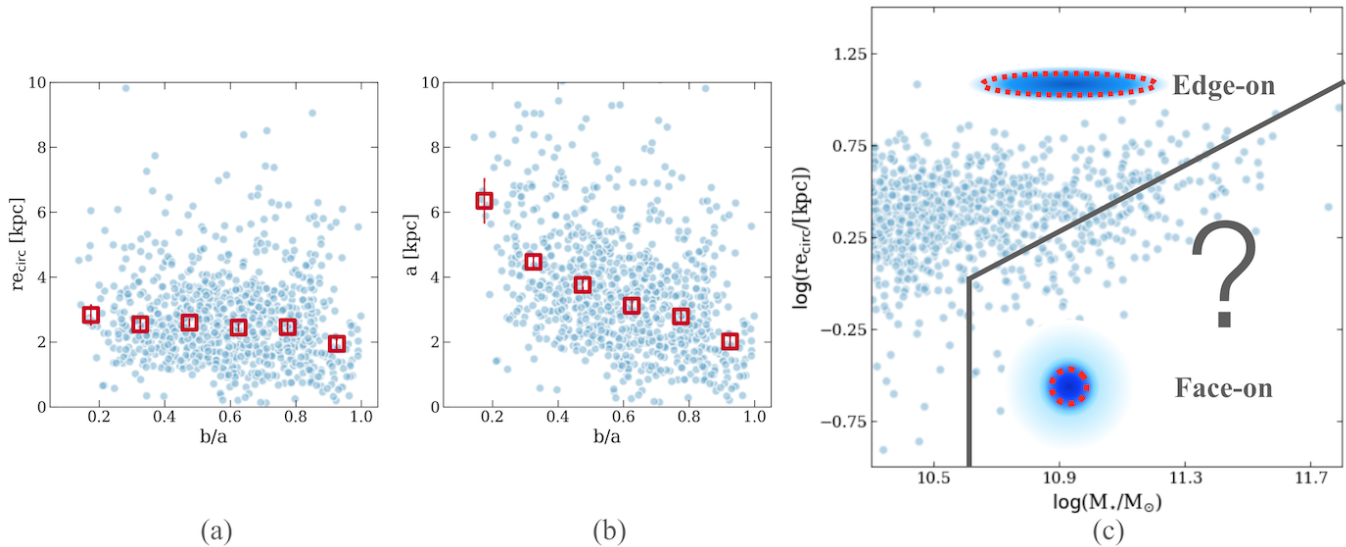 10
8
6
4
2
0
0.2
0.4
0.6
0.8
1.0
re_circ [kpc]
b/a
(a)
10
8
6
4
2
0
0.2
0.4
0.6
0.8
1.0
a [kpc]
b/a
(b)
1.25
0.75
0.25
−0.25
−0.75
10.5
10.9
11.3
11.7
log(re_circ/[kpc])
log(M⋆/M⊙)
Edge-on
?
Face-on
(c)